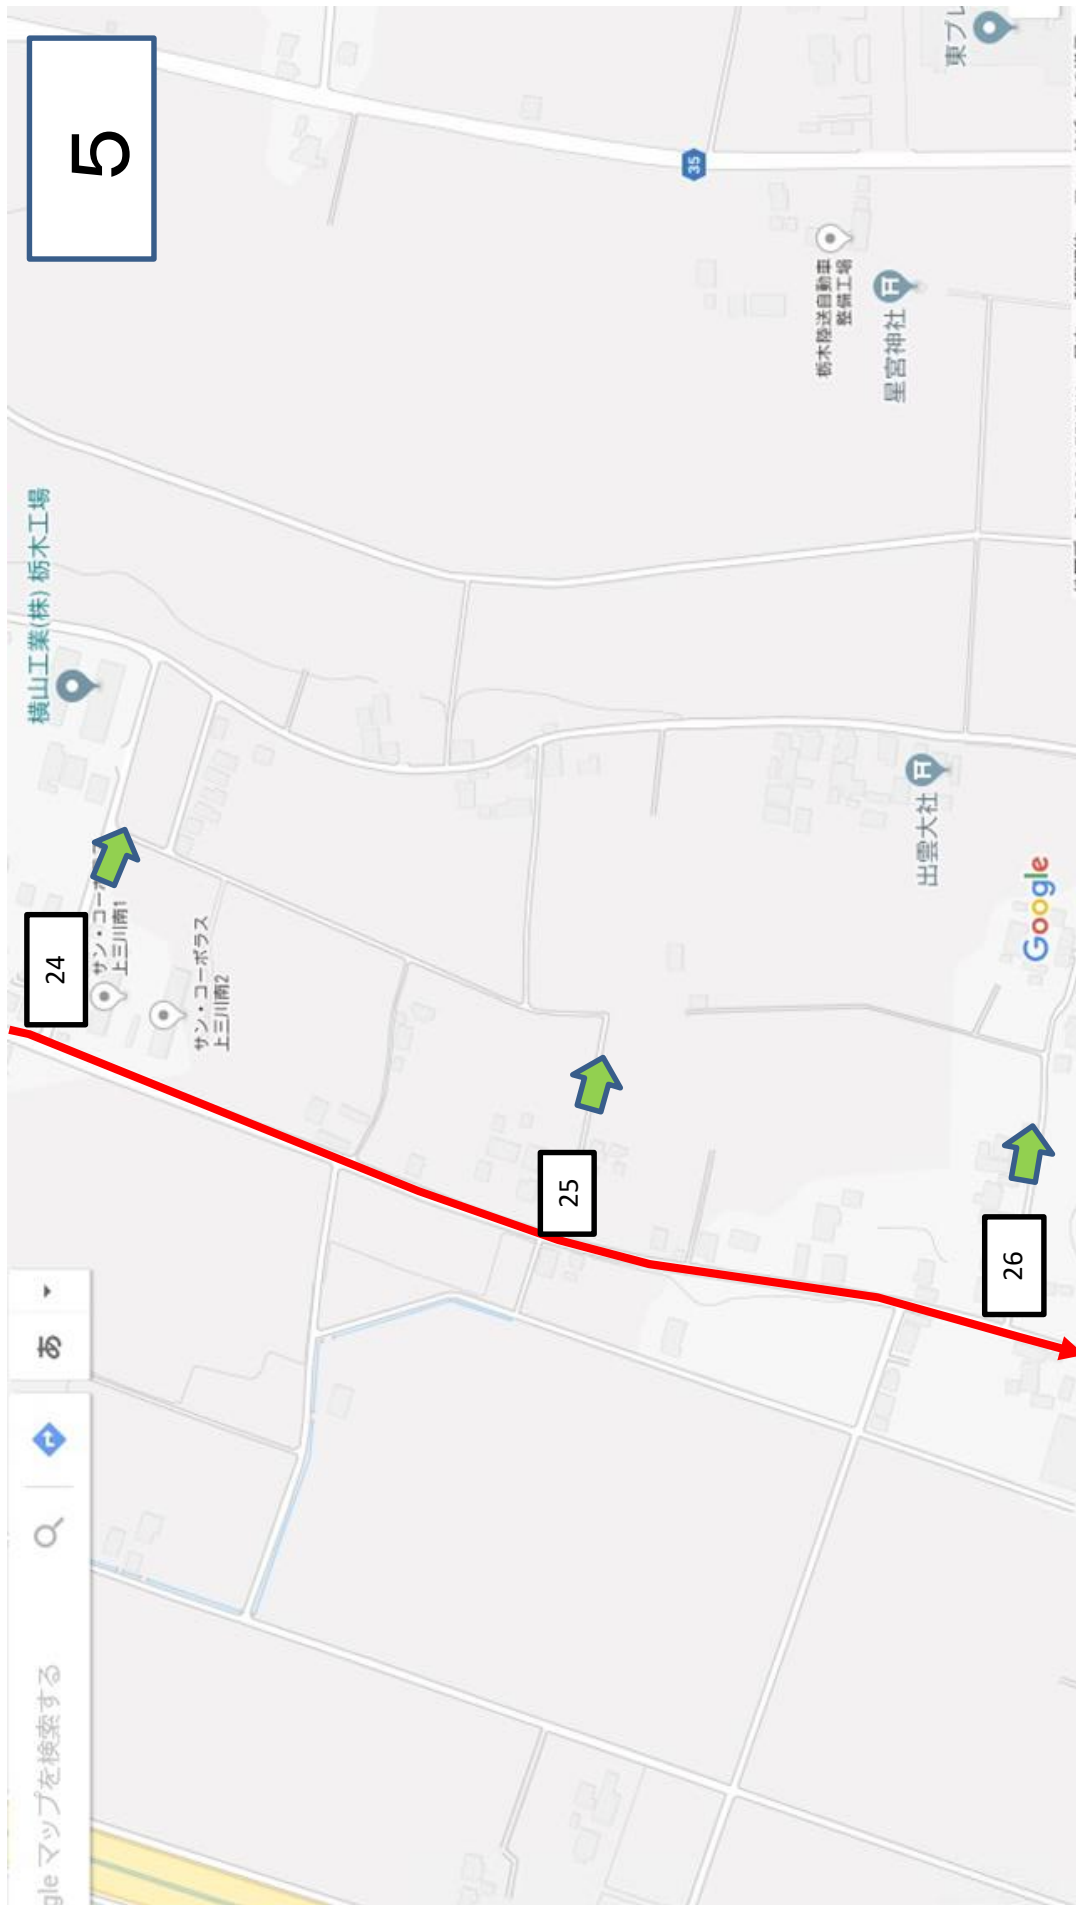 gle マップを検索する
あ
5
横山工業(株) 栃木工場
24
サン・コーポ
上三川南1
サン・コーポラス
上三川南2
25
26
35
栃木陸送自動車
整備工場
星宮神社
出雲大社
東プレ
Google